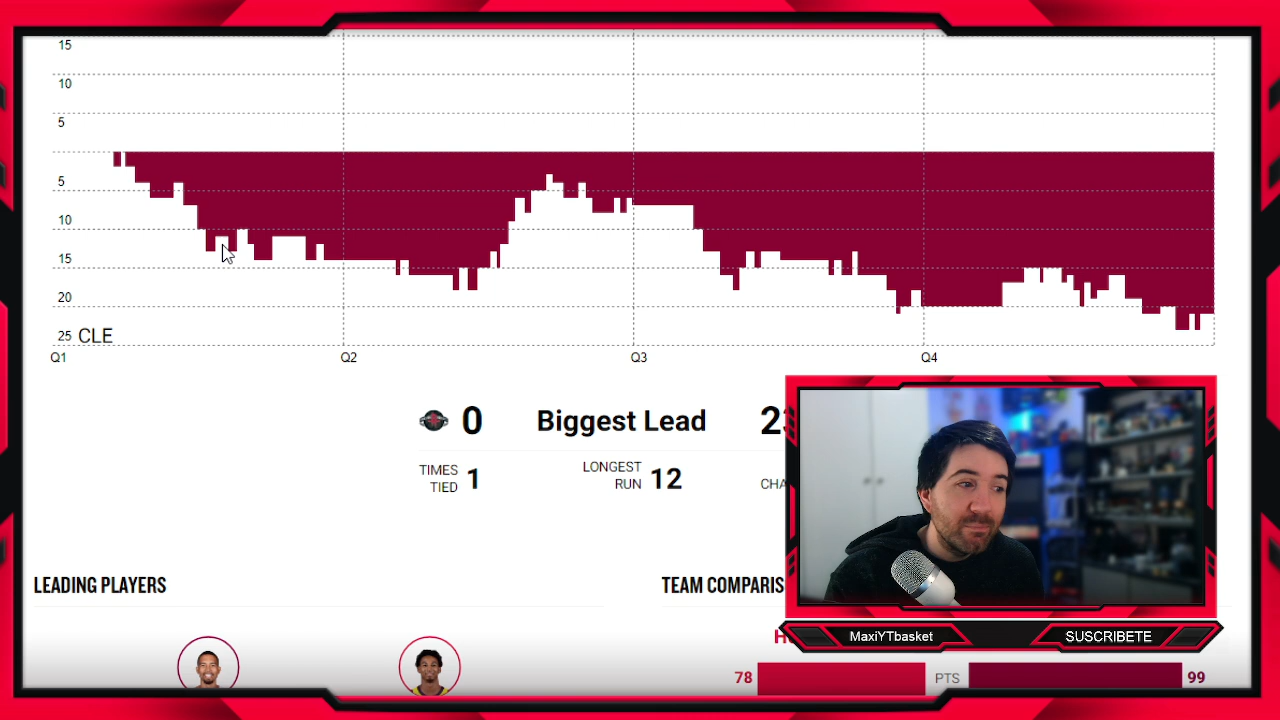 15
10
5
5
10
15
20
25 CLE
Q1 Q2 Q3 Q4
0 Biggest Lead
TIMES TIED 1
LONGEST RUN 12
LEADING PLAYERS
TEAM
MaxiYTbasket SUSCRIBETE
78 PTS 99